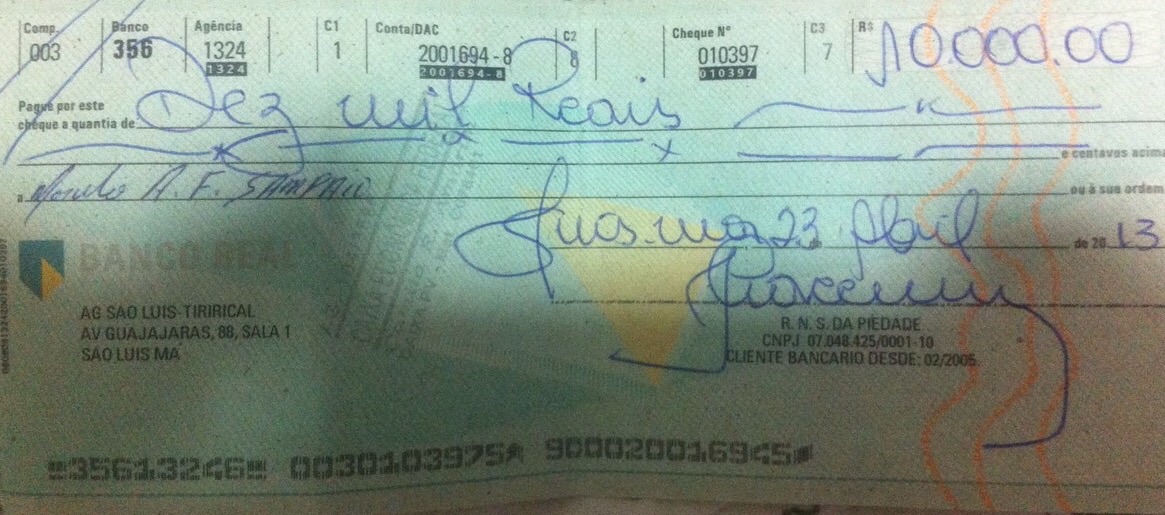 Comp. Banco Agência C1 Conta/DAC C2 Cheque N° C3 R$
003 356 1324 1 2001694-8 8 010397 7 10.000.00
1324 2001694-8 010397
Pague por este
cheque a quantia de Dez mil Reais
e centavos acima
a A. F. SAMPAIO ou à sua ordem
23 Abril de 20 13
BANCO REAL
AG SAO LUIS-TIRIRICAL
AV GUAJAJARAS, 88, SALA 1
SAO LUIS MA
R. N. S. DA PIEDADE
CNPJ 07.048.425/0001-10
CLIENTE BANCARIO DESDE: 02/2005
35613246 0030103975 900020016945